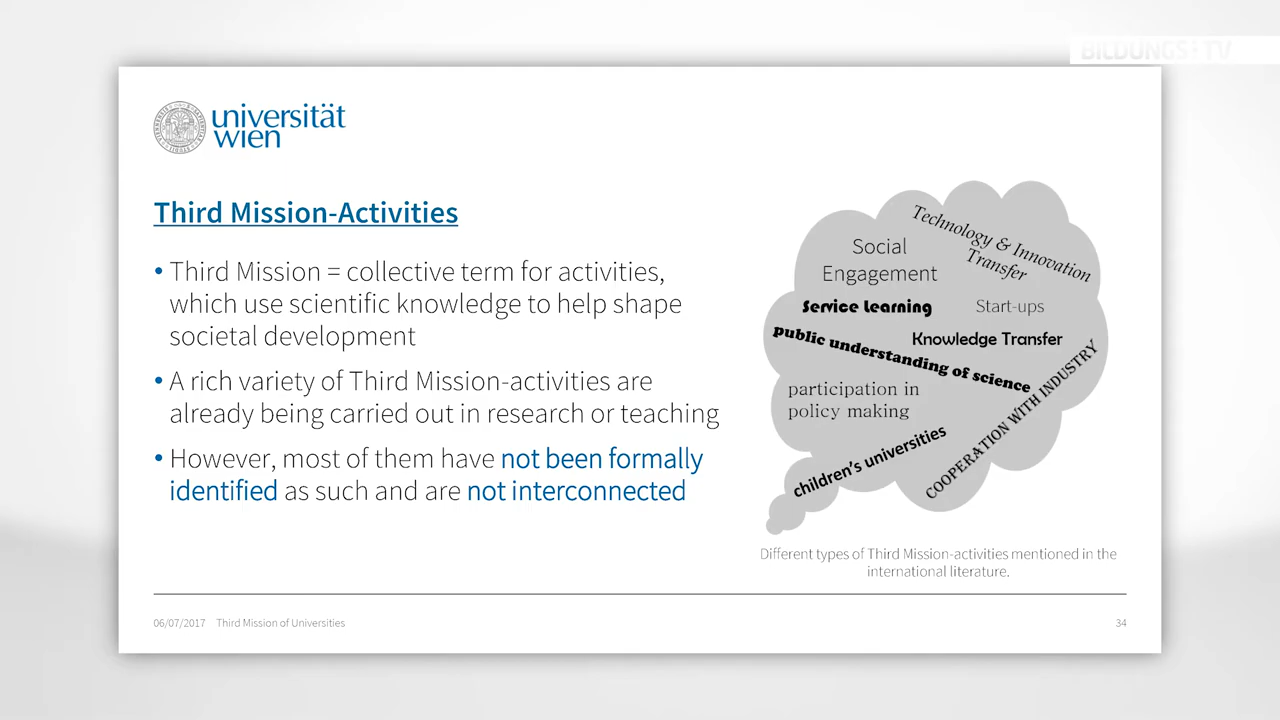 BILDUNGS:TV
universität
wien
Third Mission-Activities
• Third Mission = collective term for activities,
which use scientific knowledge to help shape
societal development
• A rich variety of Third Mission-activities are
already being carried out in research or teaching
• However, most of them have not been formally
identified as such and are not interconnected
Technology & Innovation
Transfer
Social
Engagement
Service Learning
Start-ups
Knowledge Transfer
public understanding of science
participation in
policy making
COOPERATION WITH INDUSTRY
children's universities
Different types of Third Mission-activities mentioned in the
international literature.
06/07/2017 Third Mission of Universities
34